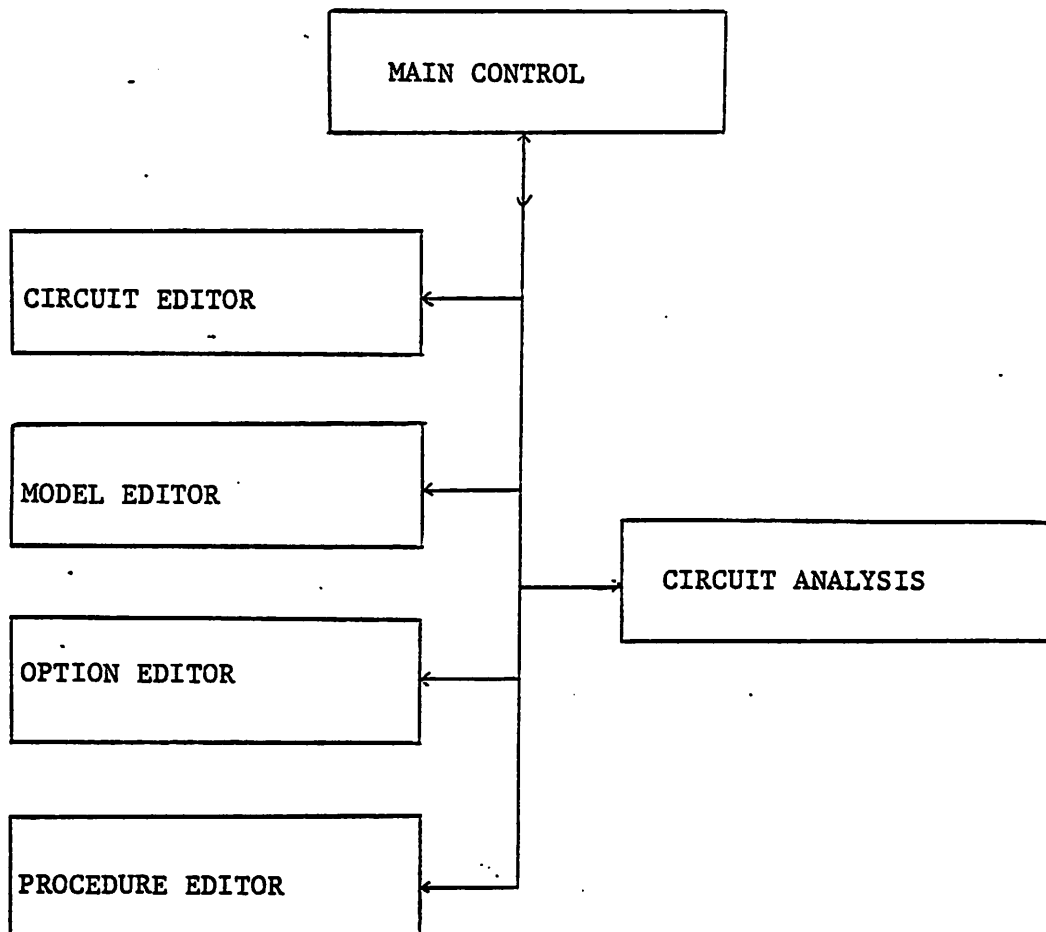 MAIN CONTROL
CIRCUIT EDITOR
MODEL EDITOR
CIRCUIT ANALYSIS
OPTION EDITOR
PROCEDURE EDITOR